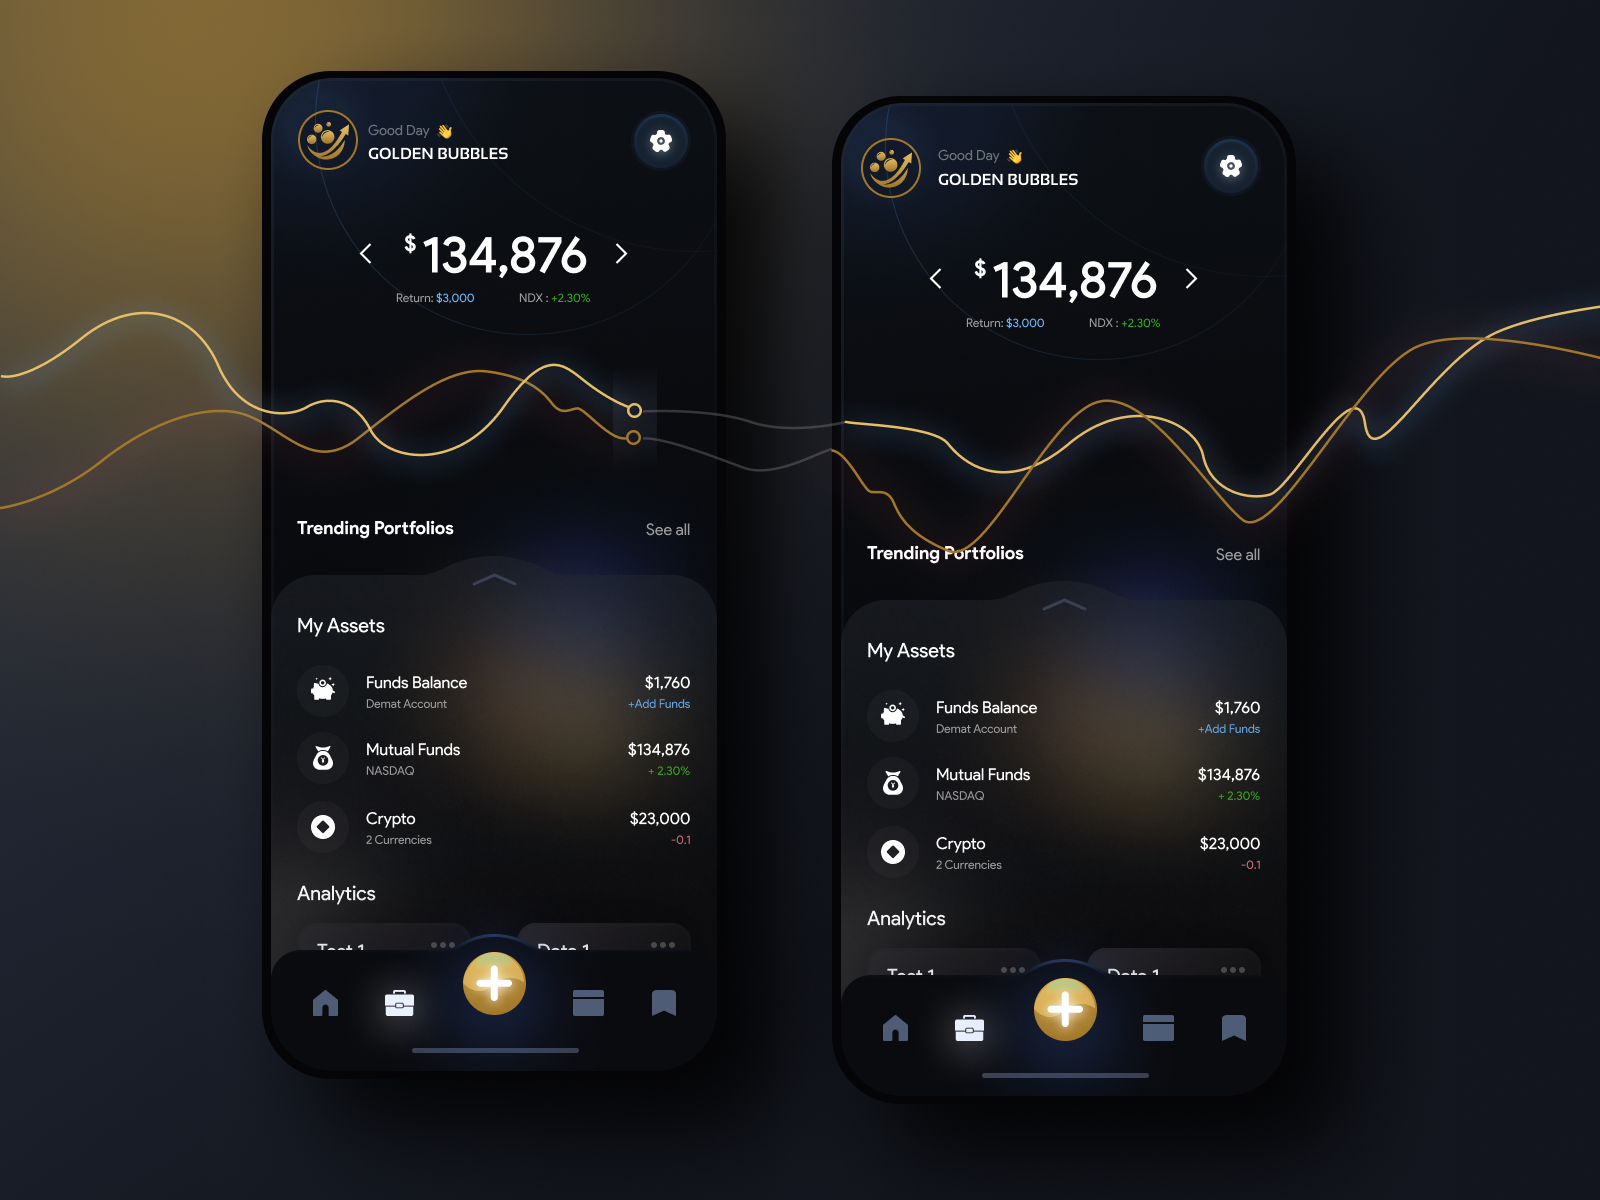 Good Day 👋
GOLDEN BUBBLES
$134,876
Return: $3,000 NDX : +2.30%
Trending Portfolios See all
My Assets
Funds Balance $1,760
Demat Account +Add Funds
Mutual Funds $134,876
NASDAQ + 2.30%
Crypto $23,000
2 Currencies -0.1
Analytics
Test 1 Data 1
Good Day 👋
GOLDEN BUBBLES
$134,876
Return: $3,000 NDX : +2.30%
Trending Portfolios See all
My Assets
Funds Balance $1,760
Demat Account +Add Funds
Mutual Funds $134,876
NASDAQ + 2.30%
Crypto $23,000
2 Currencies -0.1
Analytics